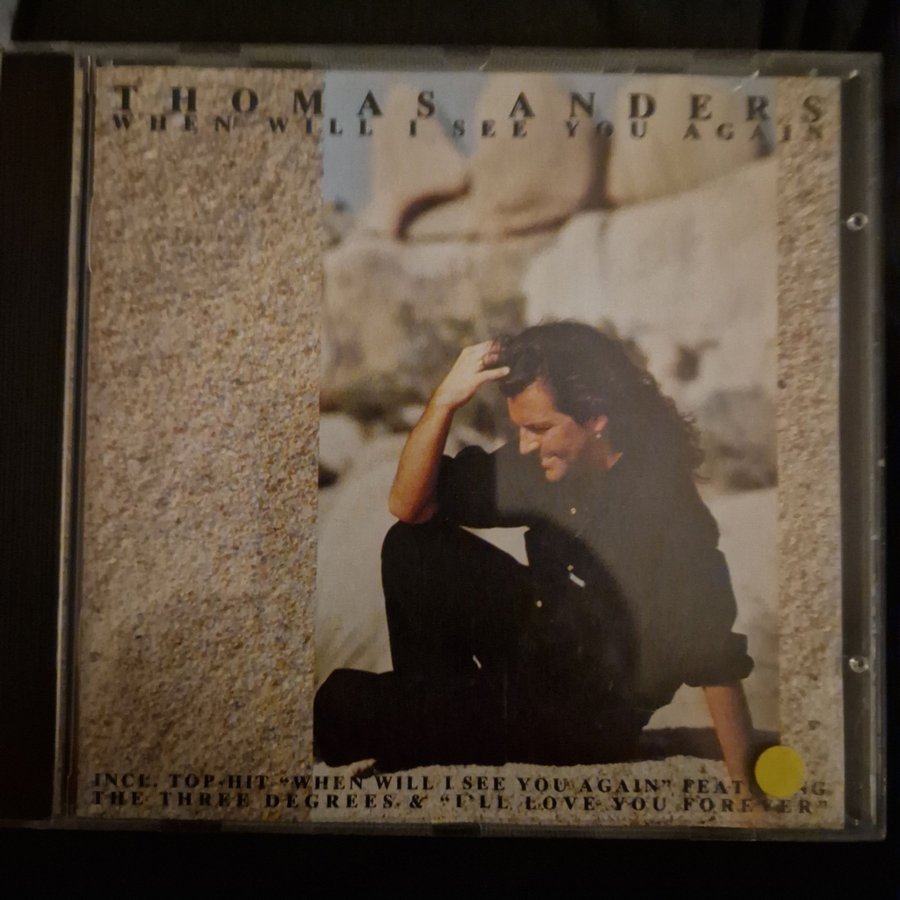 THOMAS ANDERS
WHEN WILL I SEE YOU AGAIN
INCL. TOP-HIT "WHEN WILL I SEE YOU AGAIN" FEATURING
THE THREE DEGREES & "I'LL LOVE YOU FOREVER"